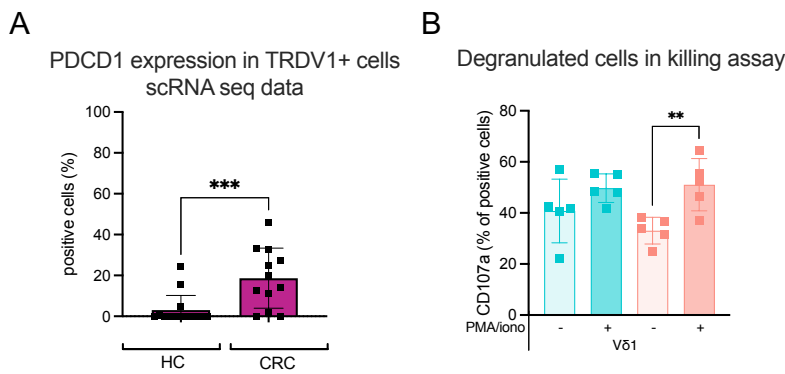 A
PDCD1 expression in TRDV1+ cells
scRNA seq data
positive cells (%)
100
80
60
40
20
0
***
HC
CRC
B
Degranulated cells in killing assay
CD107a (% of positive cells)
80
60
40
20
0
**
PMA/iono - + - +
Vδ1